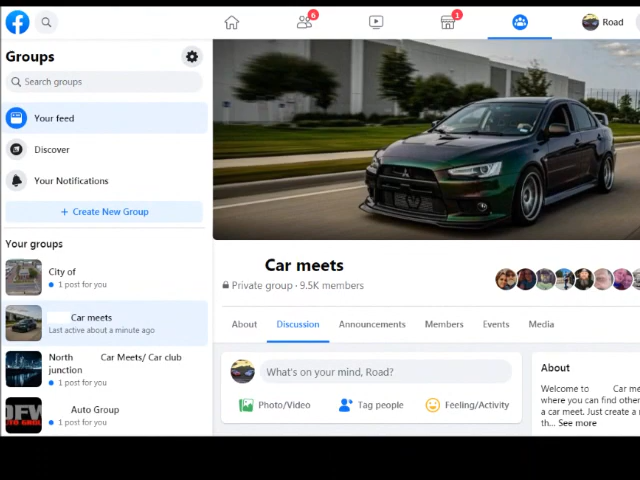 6
1
Road
Groups
Search groups
Your feed
Discover
Your Notifications
+ Create New Group
Your groups
City of
1 post for you
Car meets
Last active about a minute ago
North Car Meets/ Car club
junction
1 post for you
DFW
Auto Group
1 post for you
Car meets
Private group · 9.5K members
About
Discussion
Announcements
Members
Events
Media
What's on your mind, Road?
Photo/Video
Tag people
Feeling/Activity
About
Welcome to Car me
where you can find other
a car meet. Just create a
th... See more